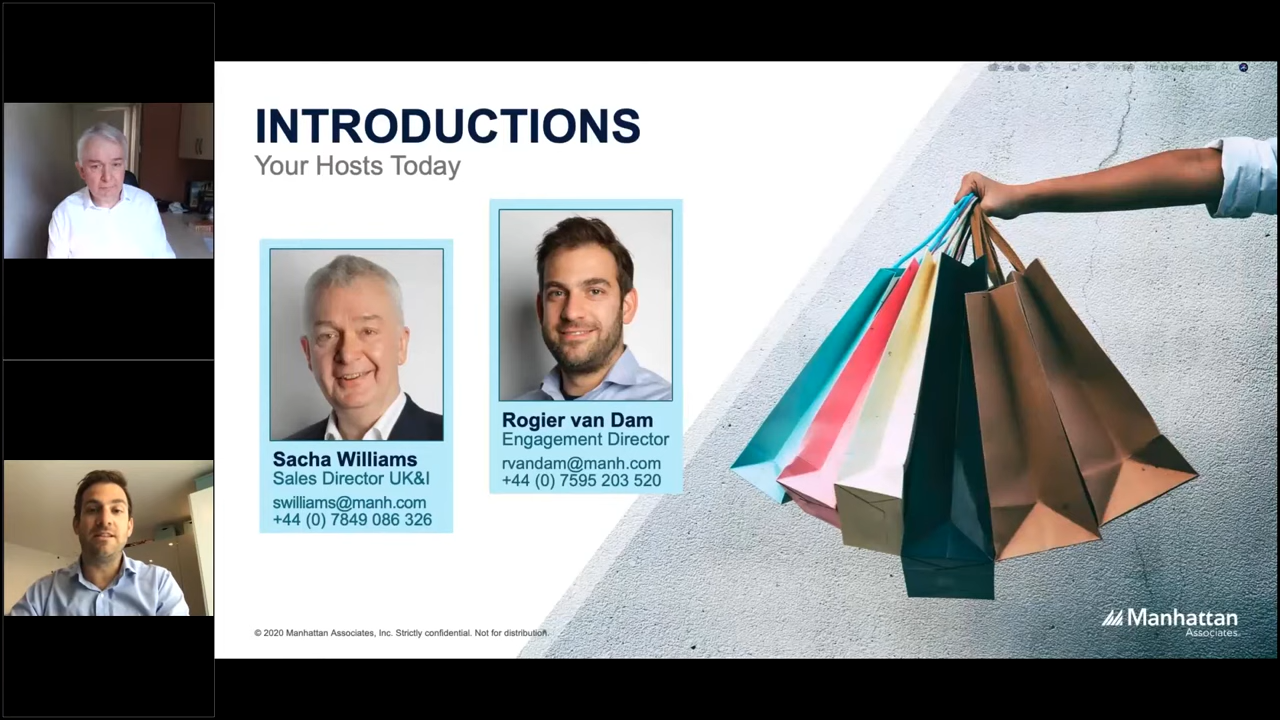 INTRODUCTIONS
Your Hosts Today
Sacha Williams
Sales Director UK&I
swilliams@manh.com
+44 (0) 7849 086 326
Rogier van Dam
Engagement Director
rvandam@manh.com
+44 (0) 7595 203 520
© 2020 Manhattan Associates, Inc. Strictly confidential. Not for distribution.
Manhattan
Associates